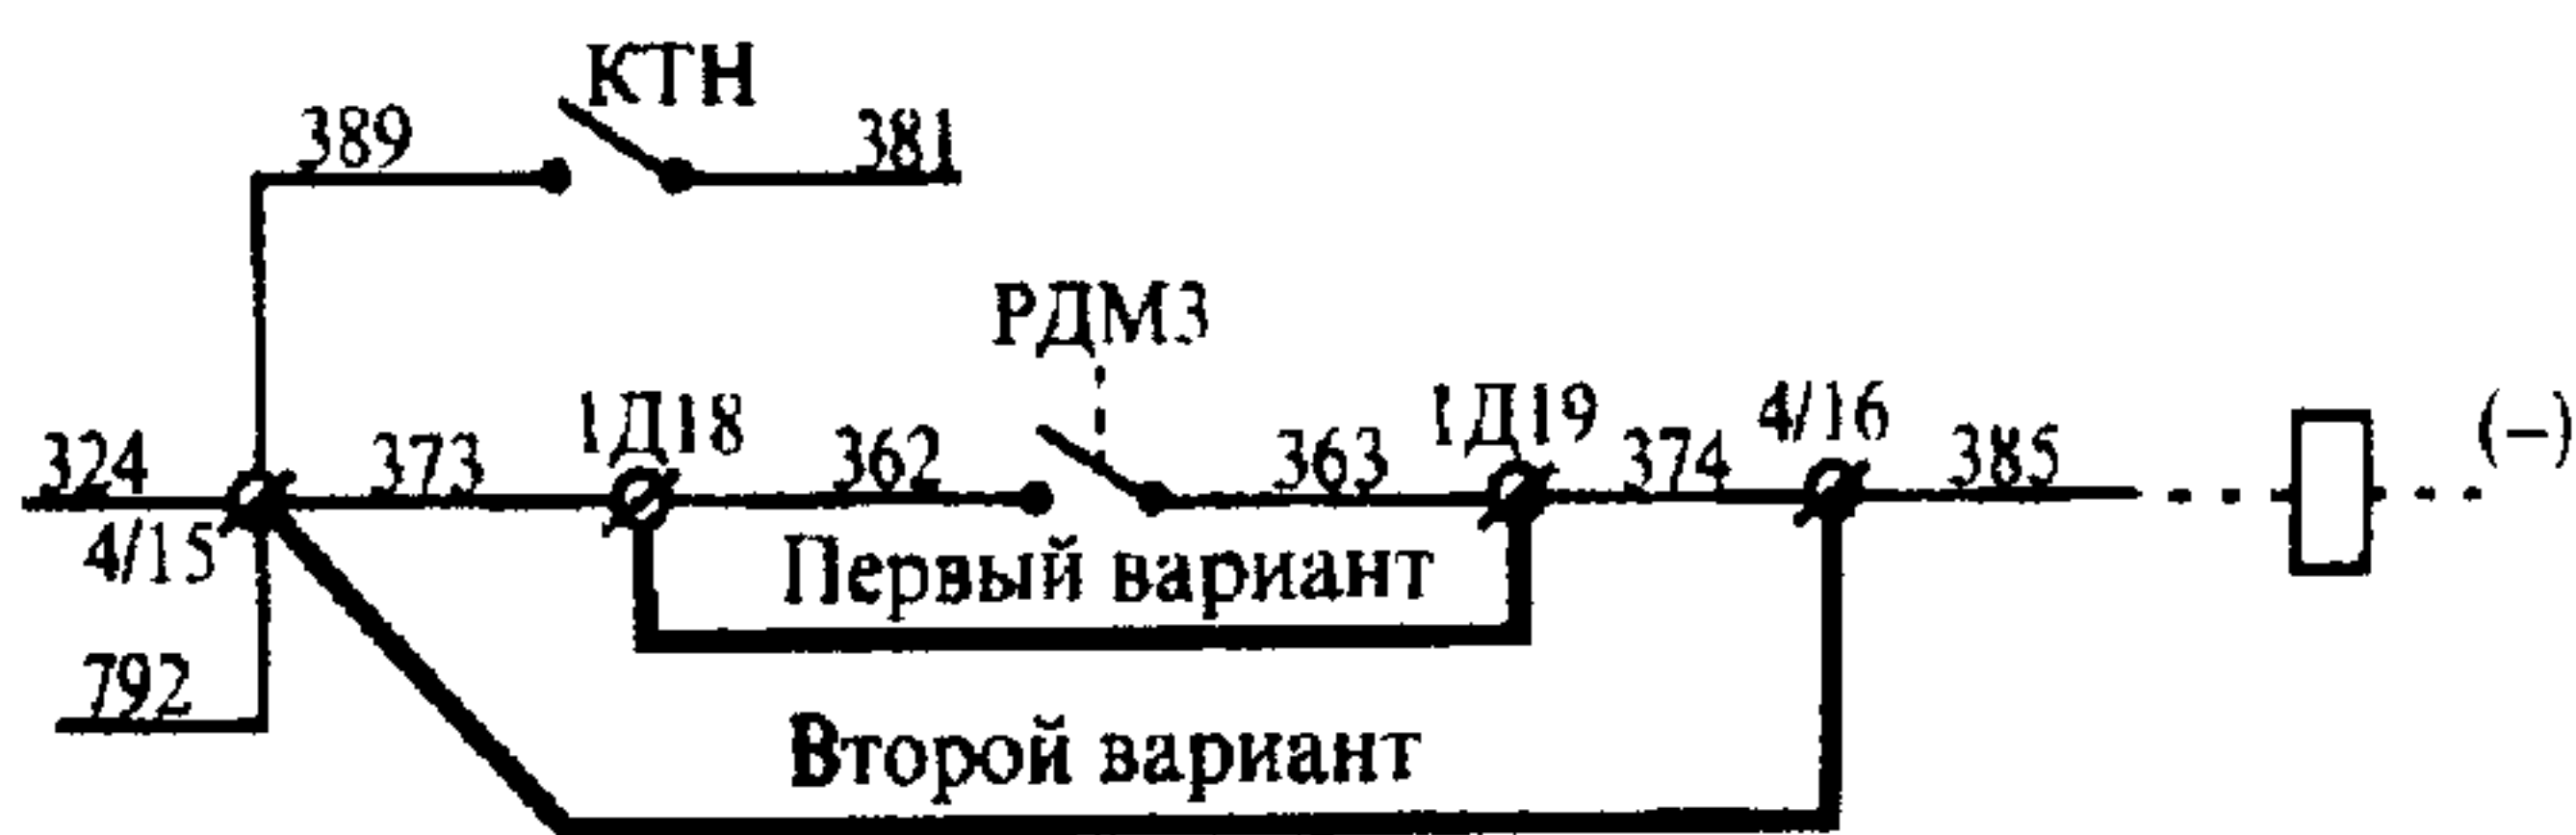 КТН
389
381
РДМ3
324
373
1Д18
362
363
1Д19
374
4/16
385
(–)
4/15
Первый вариант
792
Второй вариант